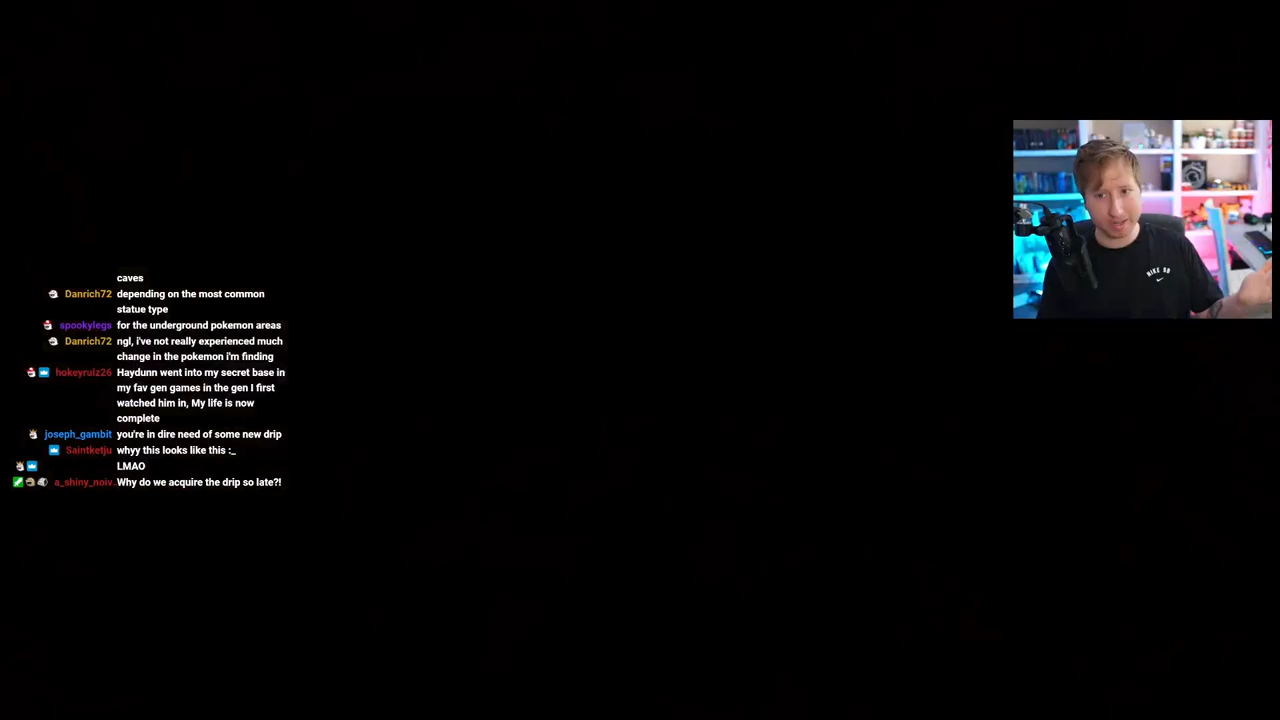 caves
Danrich72 depending on the most common
statue type
spookylegs for the underground pokemon areas
Danrich72 ngl, i've not really experienced much
change in the pokemon i'm finding
hokeyrulz26 Haydunn went into my secret base in
my fav gen games in the gen I first
watched him in, My life is now
complete
joseph_gambit you're in dire need of some new drip
Saintketju whyy this looks like this :_
LMAO
a_shiny_noiv Why do we acquire the drip so late?!